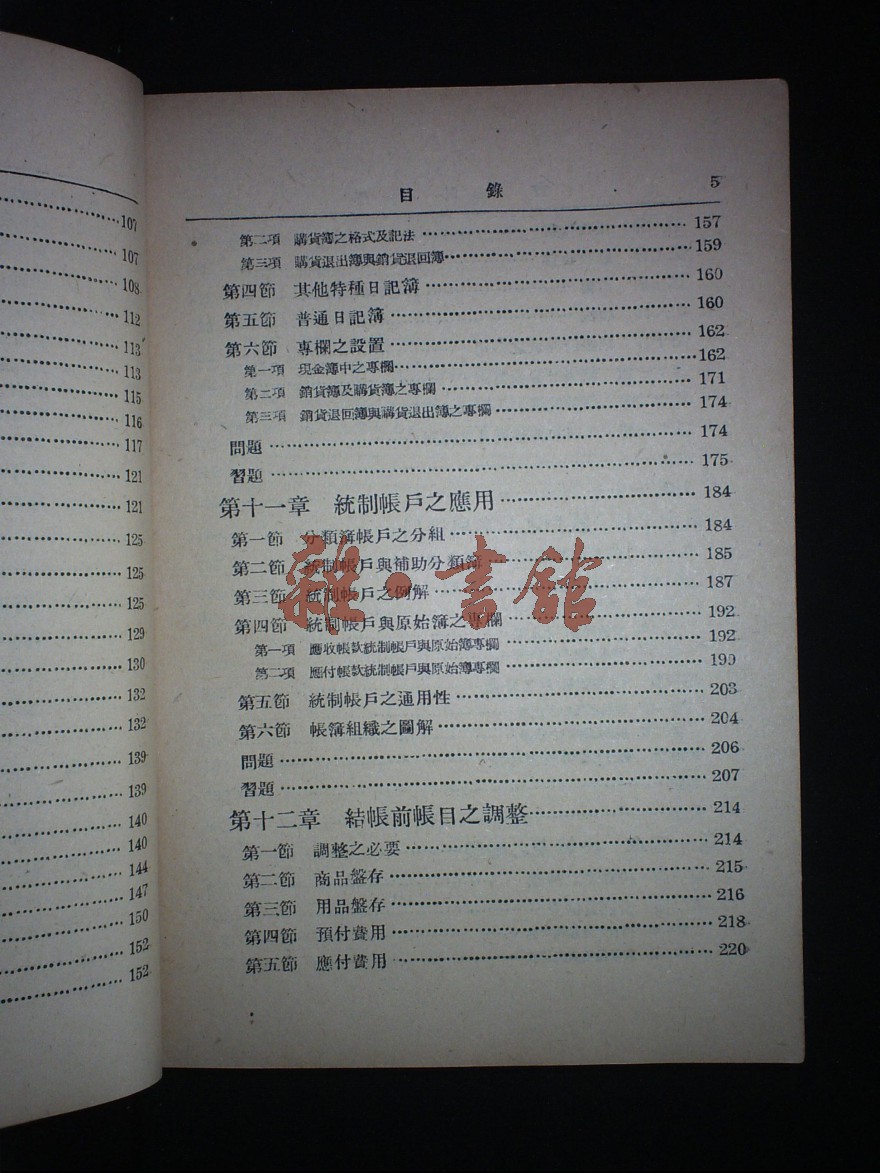 107
107
108
112
113
113
115
116
117
121
121
125
125
125
129
130
132
132
139
139
140
140
144
147
150
152
152
目 錄 5
第二項 購貨簿之格式及記法 157
第三項 購貨退出簿與銷貨退回簿 159
第四節 其他特種日記簿 160
第五節 普通日記簿 160
第六節 專欄之設置 162
第一項 現金簿中之專欄 162
第二項 銷貨簿及購貨簿之專欄 171
第三項 銷貨退回簿與購貨退出簿之專欄 174
問題 174
習題 175
第十一章 統制帳戶之應用 184
第一節 分類簿帳戶之分組 184
第二節 統制帳戶與補助分類簿 185
第三節 統制帳戶之例解 187
第四節 統制帳戶與原始簿之專欄 192
第一項 應收帳款統制帳戶與原始簿專欄 192
第二項 應付帳款統制帳戶與原始簿專欄 199
第五節 統制帳戶之通用性 203
第六節 帳簿組織之圖解 204
問題 206
習題 207
第十二章 結帳前帳目之調整 214
第一節 調整之必要 214
第二節 商品盤存 215
第三節 用品盤存 216
第四節 預付費用 218
第五節 應付費用 220
雜·書館